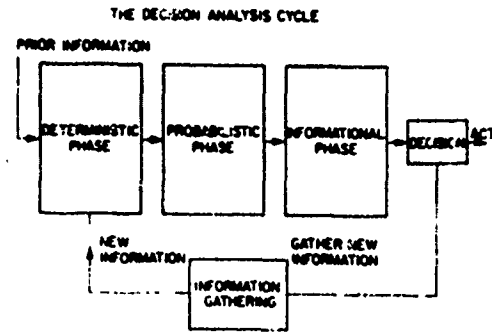 THE DECISION ANALYSIS CYCLE
PRIOR INFORMATION
DETERMINISTIC
PHASE
PROBABILISTIC
PHASE
INFORMATIONAL
PHASE
DECISION
ACT
NEW
INFORMATION
GATHER NEW
INFORMATION
INFORMATION
GATHERING